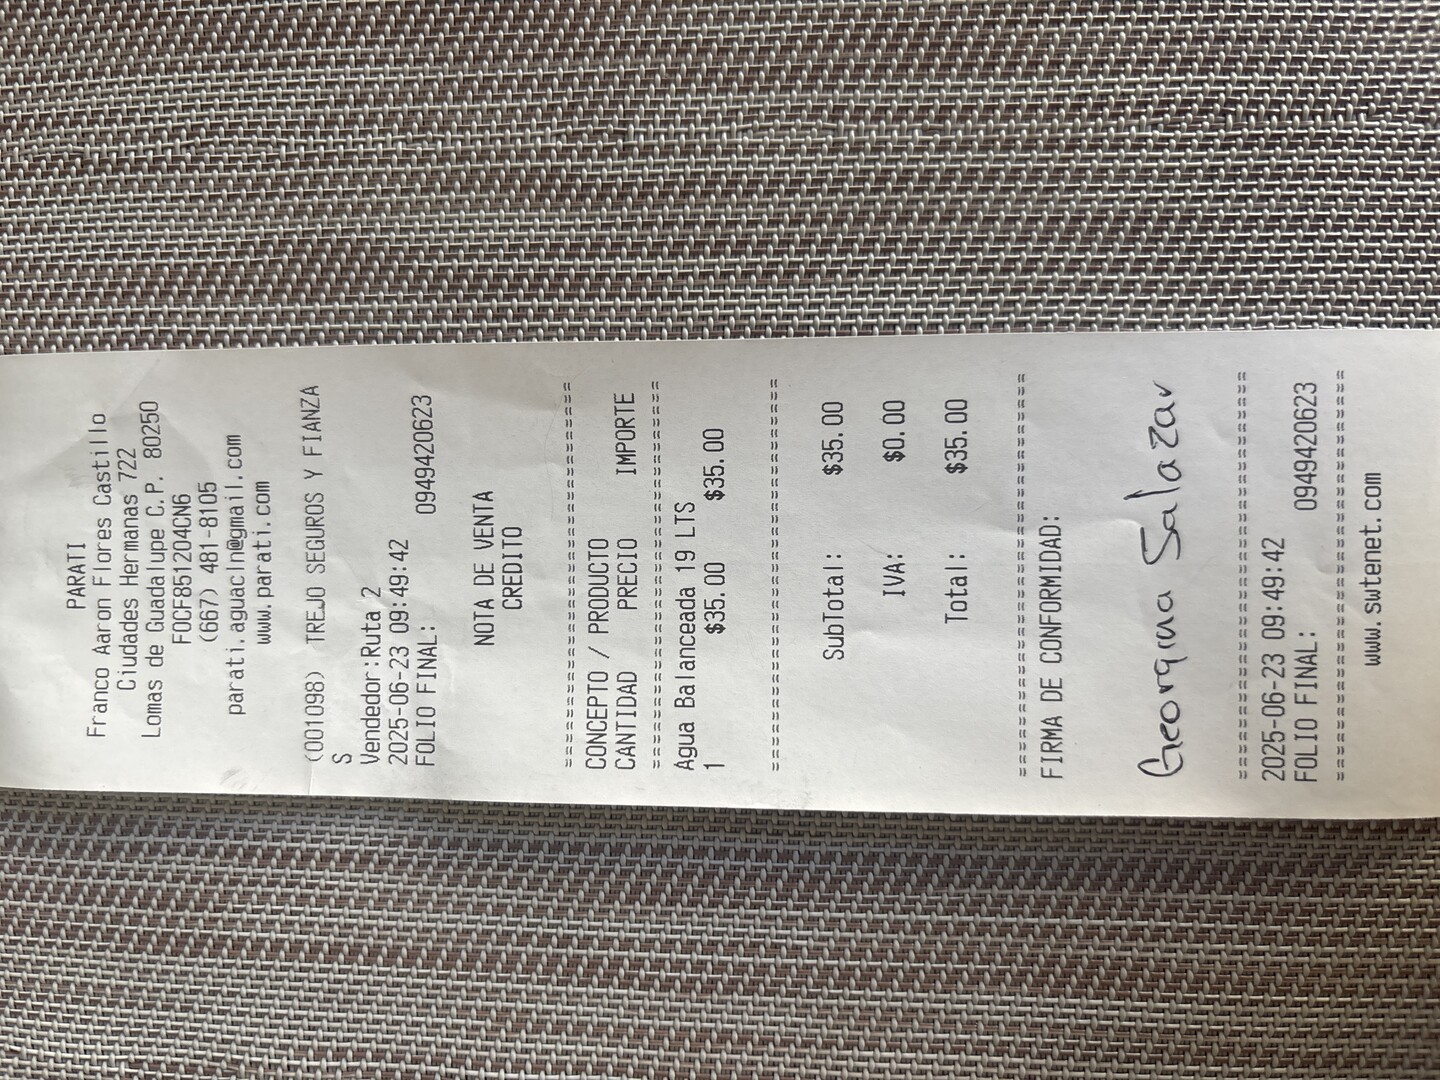 PARATI
Franco Aaron Flores Castillo
Ciudades Hermanas 722
Lomas de Guadalupe C.P. 80250
FOCF851204CN6
(667) 481-8105
parati.aguacln@gmail.com
www.parati.com
(001098) TREJO SEGUROS Y FIANZA
S
Vendedor:Ruta 2
2025-06-23 09:49:42
FOLIO FINAL: 0949420623
NOTA DE VENTA
CREDITO
================================
CONCEPTO / PRODUCTO
CANTIDAD PRECIO IMPORTE
================================
Agua Balanceada 19 LTS
1 $35.00 $35.00
================================
SubTotal: $35.00
IVA: $0.00
Total: $35.00
================================
FIRMA DE CONFORMIDAD:
Georgina Salazar
================================
2025-06-23 09:49:42
FOLIO FINAL: 0949420623
================================
www.swtenet.com